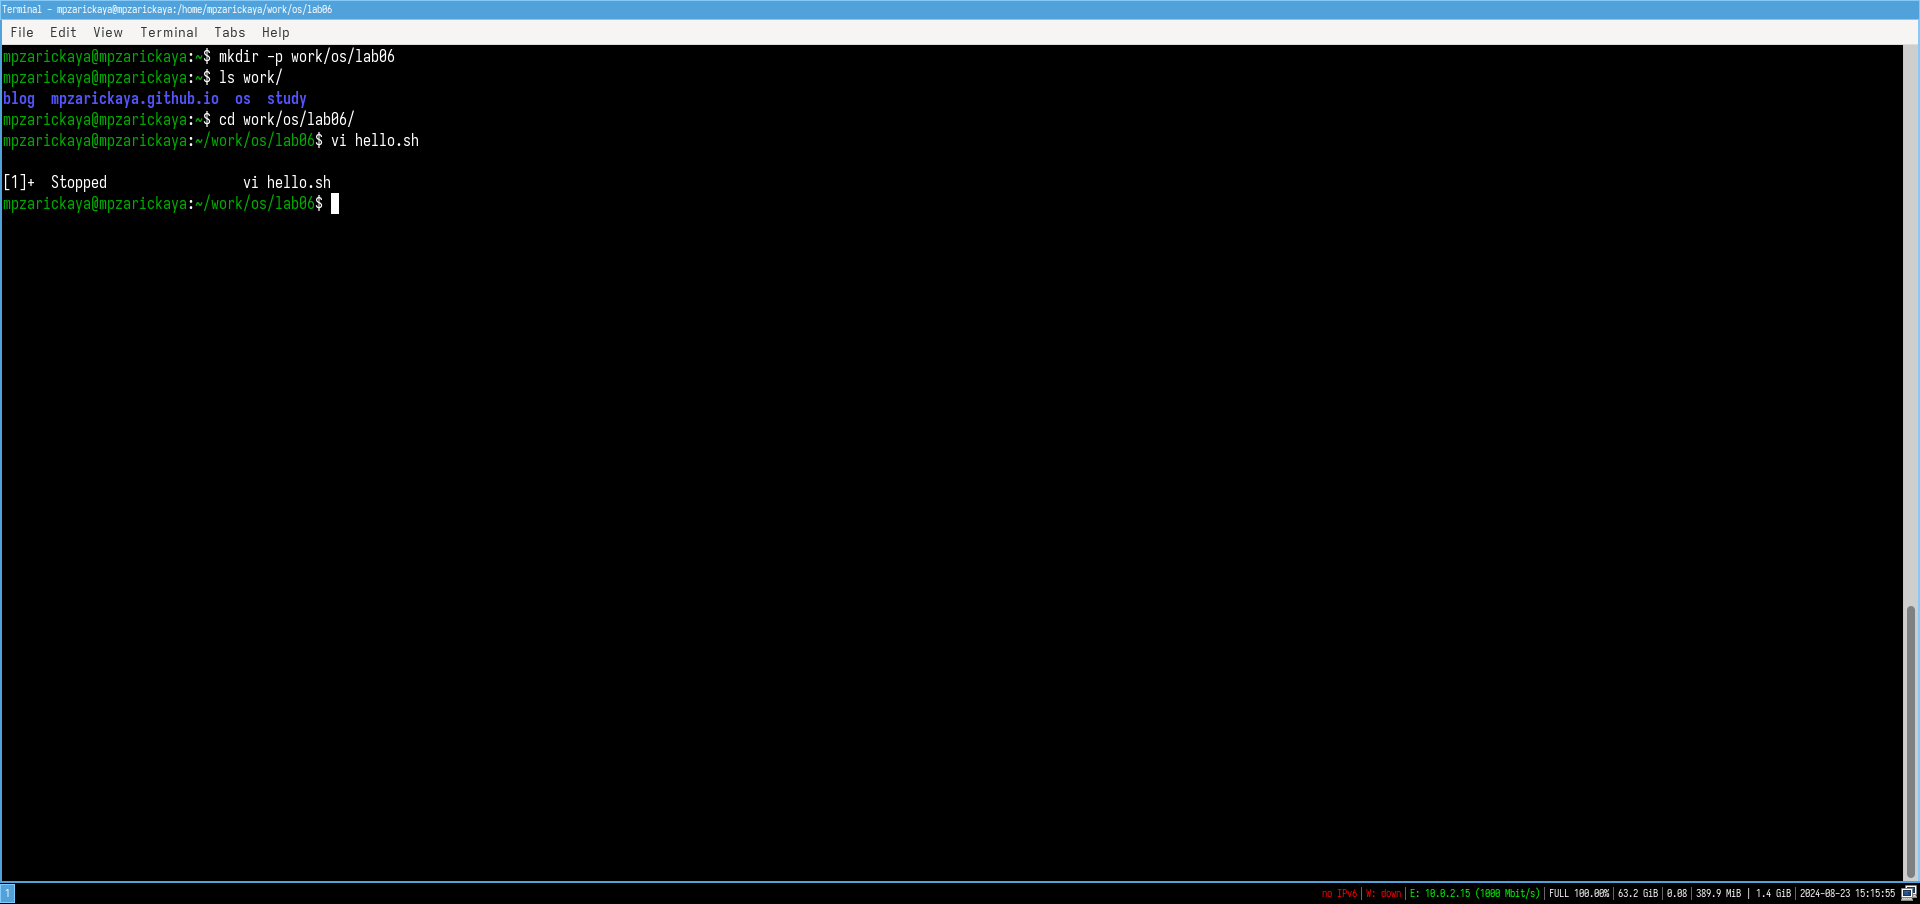 Terminal - mpzarickaya@mpzarickaya:/home/mpzarickaya/work/os/lab06
File Edit View Terminal Tabs Help
mpzarickaya@mpzarickaya:~$ mkdir -p work/os/lab06
mpzarickaya@mpzarickaya:~$ ls work/
blog  mpzarickaya.github.io  os  study
mpzarickaya@mpzarickaya:~$ cd work/os/lab06/
mpzarickaya@mpzarickaya:~/work/os/lab06$ vi hello.sh
[1]+  Stopped                 vi hello.sh
mpzarickaya@mpzarickaya:~/work/os/lab06$
1 no IPv6|W: down|E: 10.0.2.15 (1000 Mbit/s)|FULL 100.00%|63.2 GiB|0.08|389.9 MiB | 1.4 GiB|2024-08-23 15:15:55